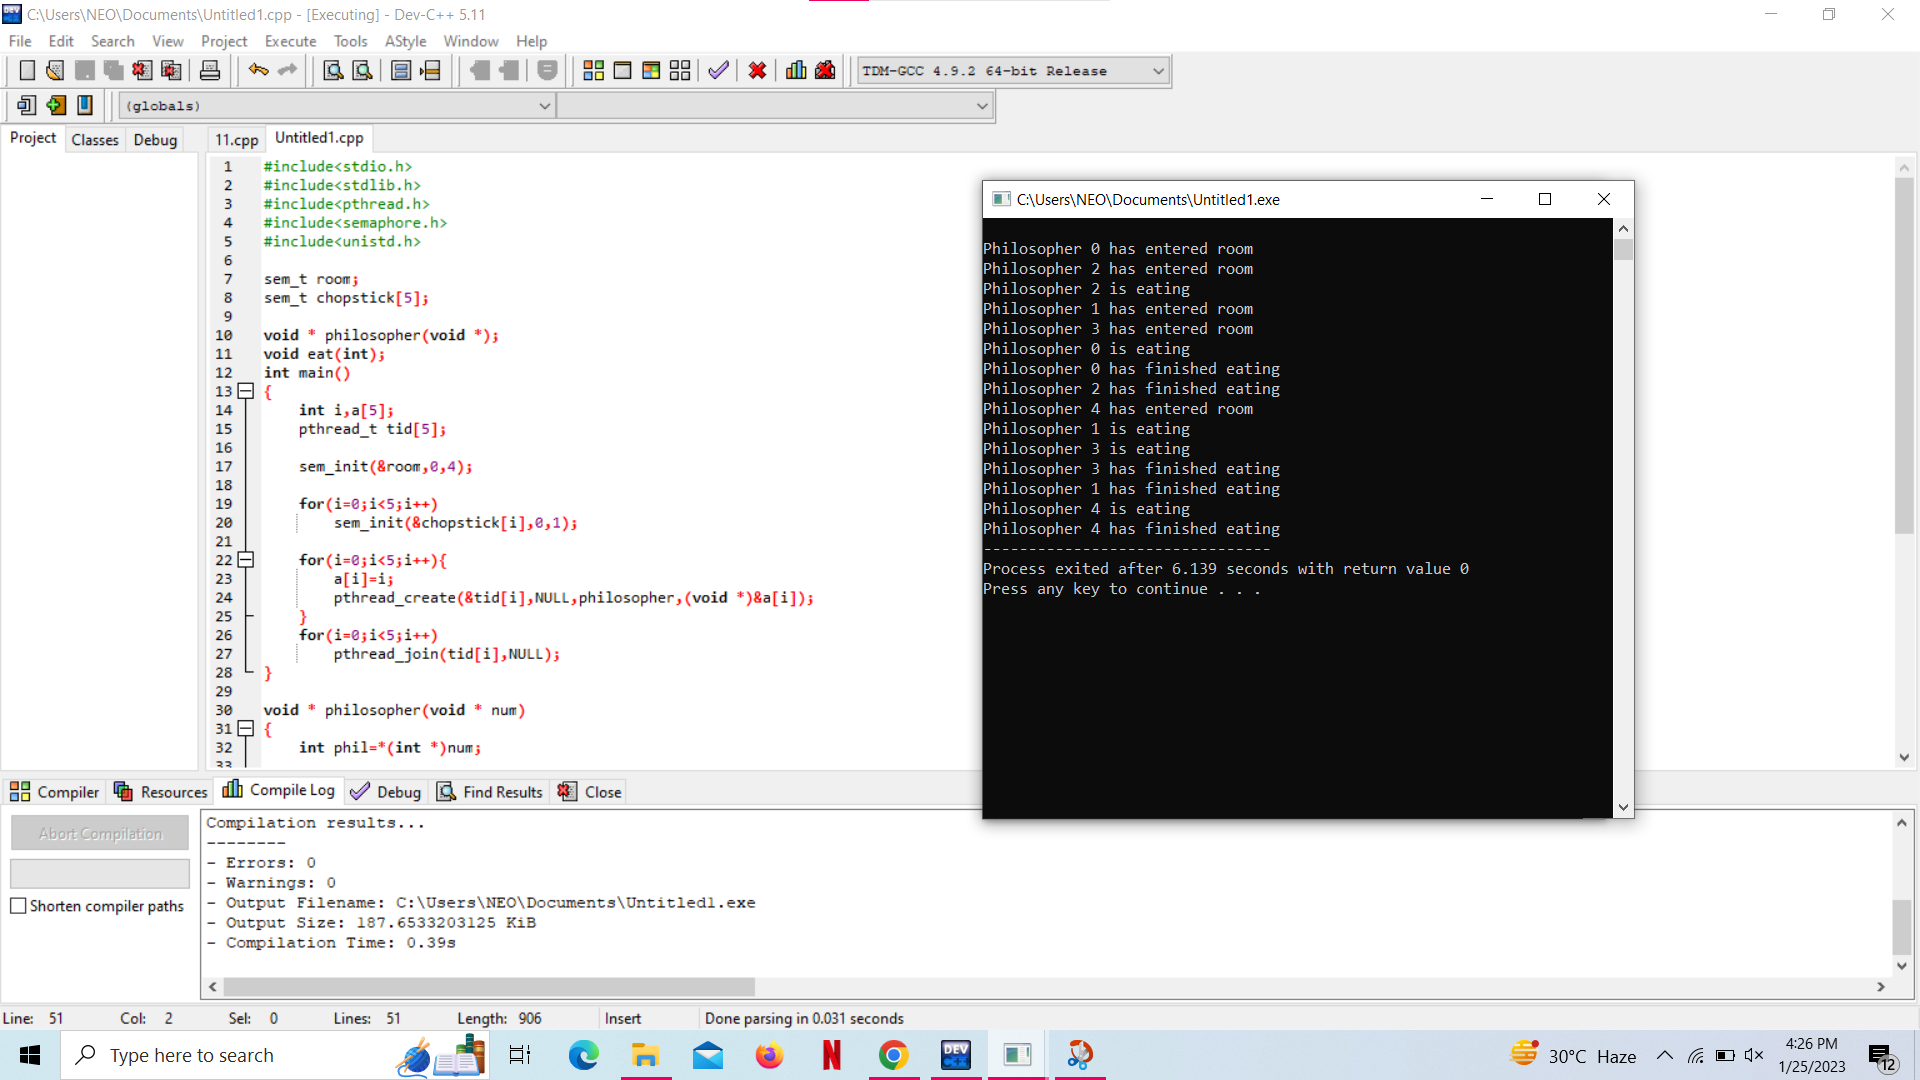 C:\Users\NEO\Documents\Untitled1.cpp - [Executing] - Dev-C++ 5.11
File Edit Search View Project Execute Tools AStyle Window Help
TDM-GCC 4.9.2 64-bit Release
(globals)
Project Classes Debug
11.cpp Untitled1.cpp
1 #include<stdio.h>
2 #include<stdlib.h>
3 #include<pthread.h>
4 #include<semaphore.h>
5 #include<unistd.h>
6
7 sem_t room;
8 sem_t chopstick[5];
9
10 void * philosopher(void *);
11 void eat(int);
12 int main()
13 {
14 int i,a[5];
15 pthread_t tid[5];
16
17 sem_init(&room,0,4);
18
19 for(i=0;i<5;i++)
20 sem_init(&chopstick[i],0,1);
21
22 for(i=0;i<5;i++){
23 a[i]=i;
24 pthread_create(&tid[i],NULL,philosopher,(void *)&a[i]);
25 }
26 for(i=0;i<5;i++)
27 pthread_join(tid[i],NULL);
28 }
29
30 void * philosopher(void * num)
31 {
32 int phil=*(int *)num;
33
C:\Users\NEO\Documents\Untitled1.exe
Philosopher 0 has entered room
Philosopher 2 has entered room
Philosopher 2 is eating
Philosopher 1 has entered room
Philosopher 3 has entered room
Philosopher 0 is eating
Philosopher 0 has finished eating
Philosopher 2 has finished eating
Philosopher 4 has entered room
Philosopher 1 is eating
Philosopher 3 is eating
Philosopher 3 has finished eating
Philosopher 1 has finished eating
Philosopher 4 is eating
Philosopher 4 has finished eating
--------------------------------
Process exited after 6.139 seconds with return value 0
Press any key to continue . . .
Compiler Resources Compile Log Debug Find Results Close
Abort Compilation
Shorten compiler paths
Compilation results...
--------
- Errors: 0
- Warnings: 0
- Output Filename: C:\Users\NEO\Documents\Untitled1.exe
- Output Size: 187.6533203125 KiB
- Compilation Time: 0.39s
Line: 51 Col: 2 Sel: 0 Lines: 51 Length: 906 Insert Done parsing in 0.031 seconds
Type here to search
DEV C++
30°C Haze
4:26 PM
1/25/2023
12